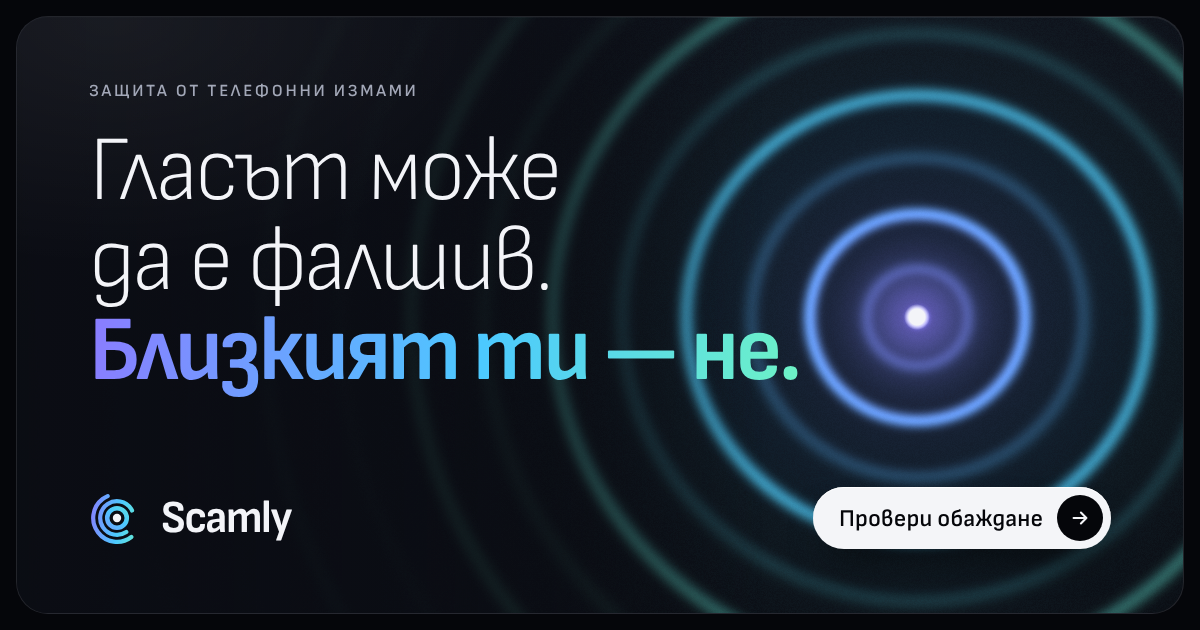 ЗАЩИТА ОТ ТЕЛЕФОННИ ИЗМАМИ
Гласът може
да е фалшив.
Близкият ти — не.
Scamly
Провери обаждане